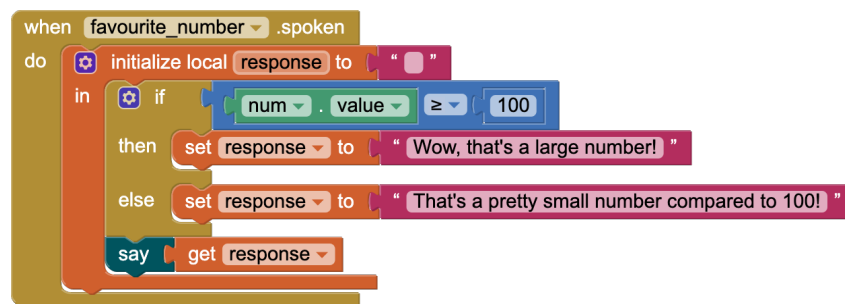 when favourite_number .spoken
do initialize local response to " "
in if num . value ≥ 100
then set response to " Wow, that's a large number! "
else set response to " That's a pretty small number compared to 100! "
say get response